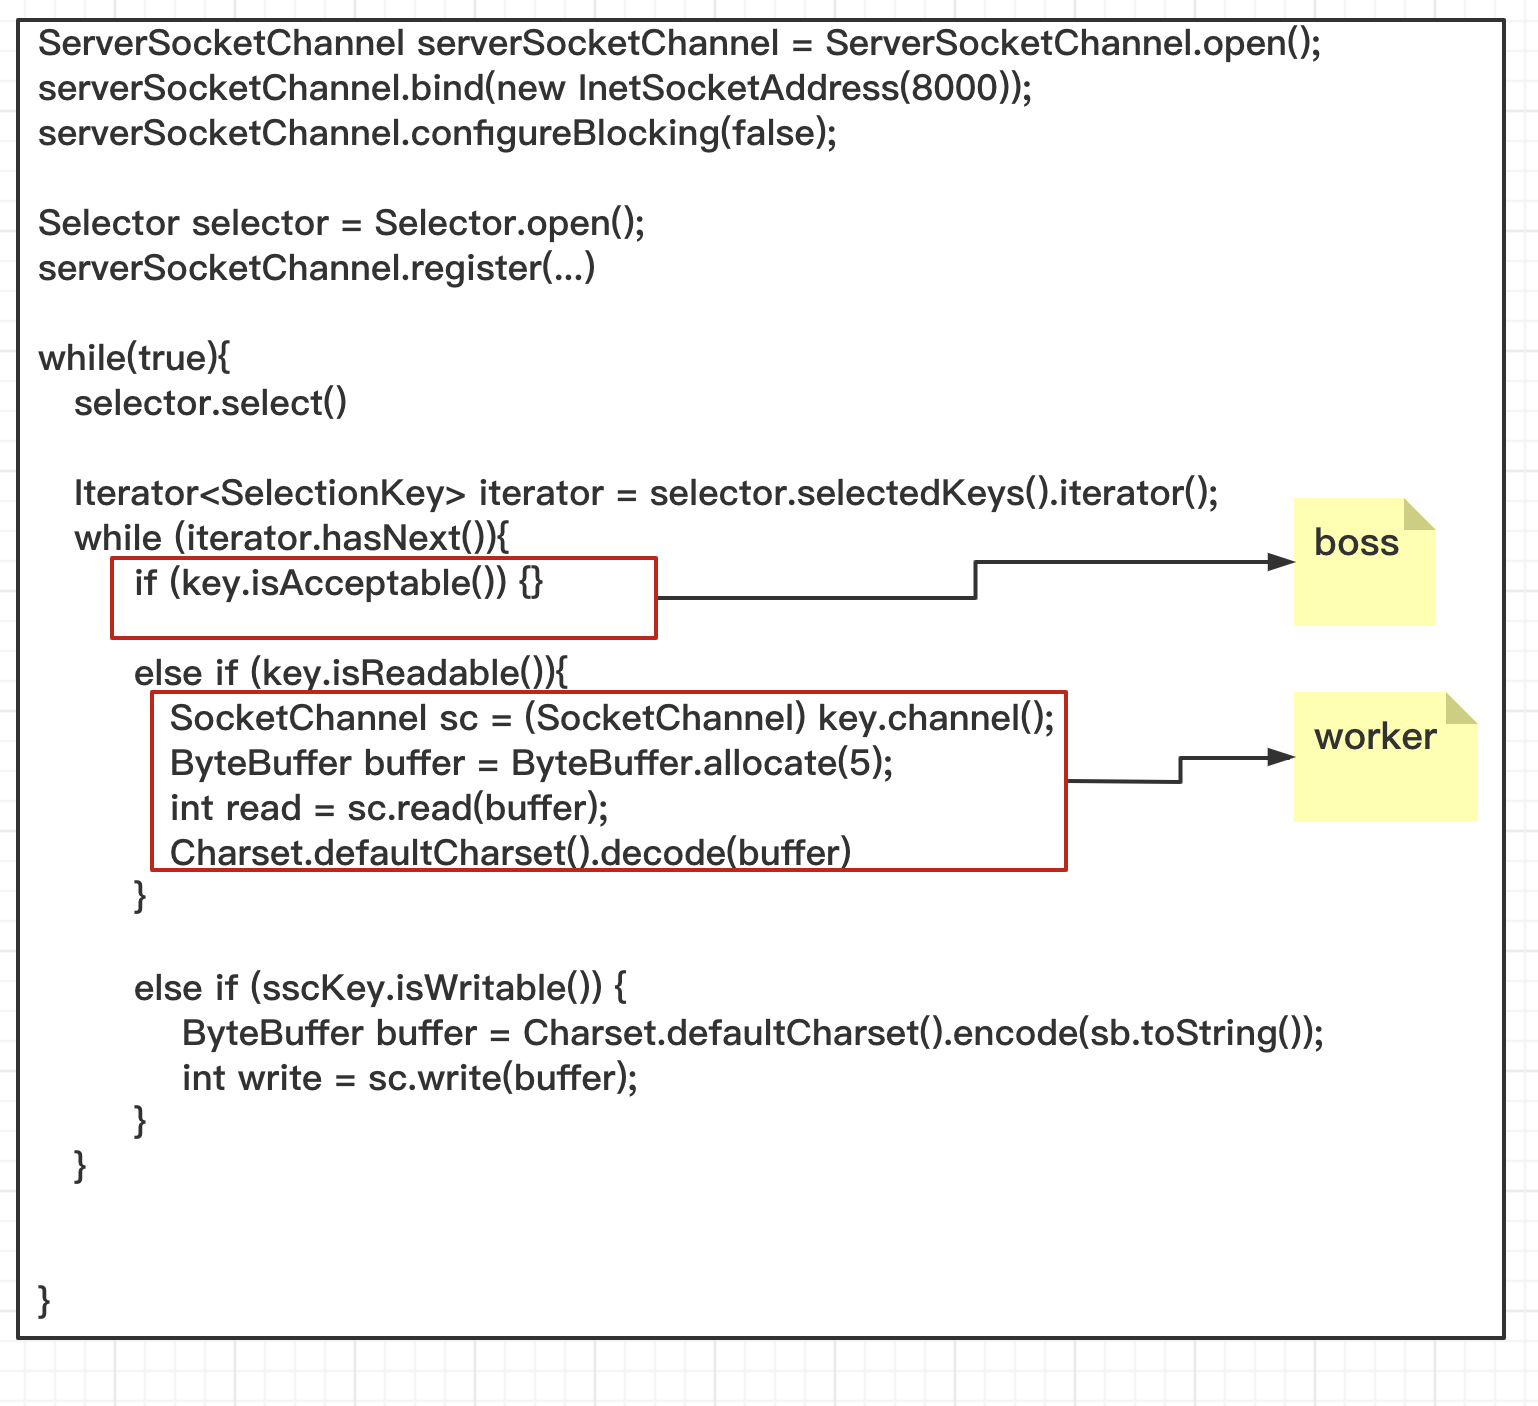 ServerSocketChannel serverSocketChannel = ServerSocketChannel.open();
serverSocketChannel.bind(new InetSocketAddress(8000));
serverSocketChannel.configureBlocking(false);
Selector selector = Selector.open();
serverSocketChannel.register(...)
while(true){
selector.select()
Iterator<SelectionKey> iterator = selector.selectedKeys().iterator();
while (iterator.hasNext()){
if (key.isAcceptable()) {}
boss
else if (key.isReadable()){
SocketChannel sc = (SocketChannel) key.channel();
ByteBuffer buffer = ByteBuffer.allocate(5);
int read = sc.read(buffer);
Charset.defaultCharset().decode(buffer)
worker
}
else if (sscKey.isWritable()) {
ByteBuffer buffer = Charset.defaultCharset().encode(sb.toString());
int write = sc.write(buffer);
}
}
}